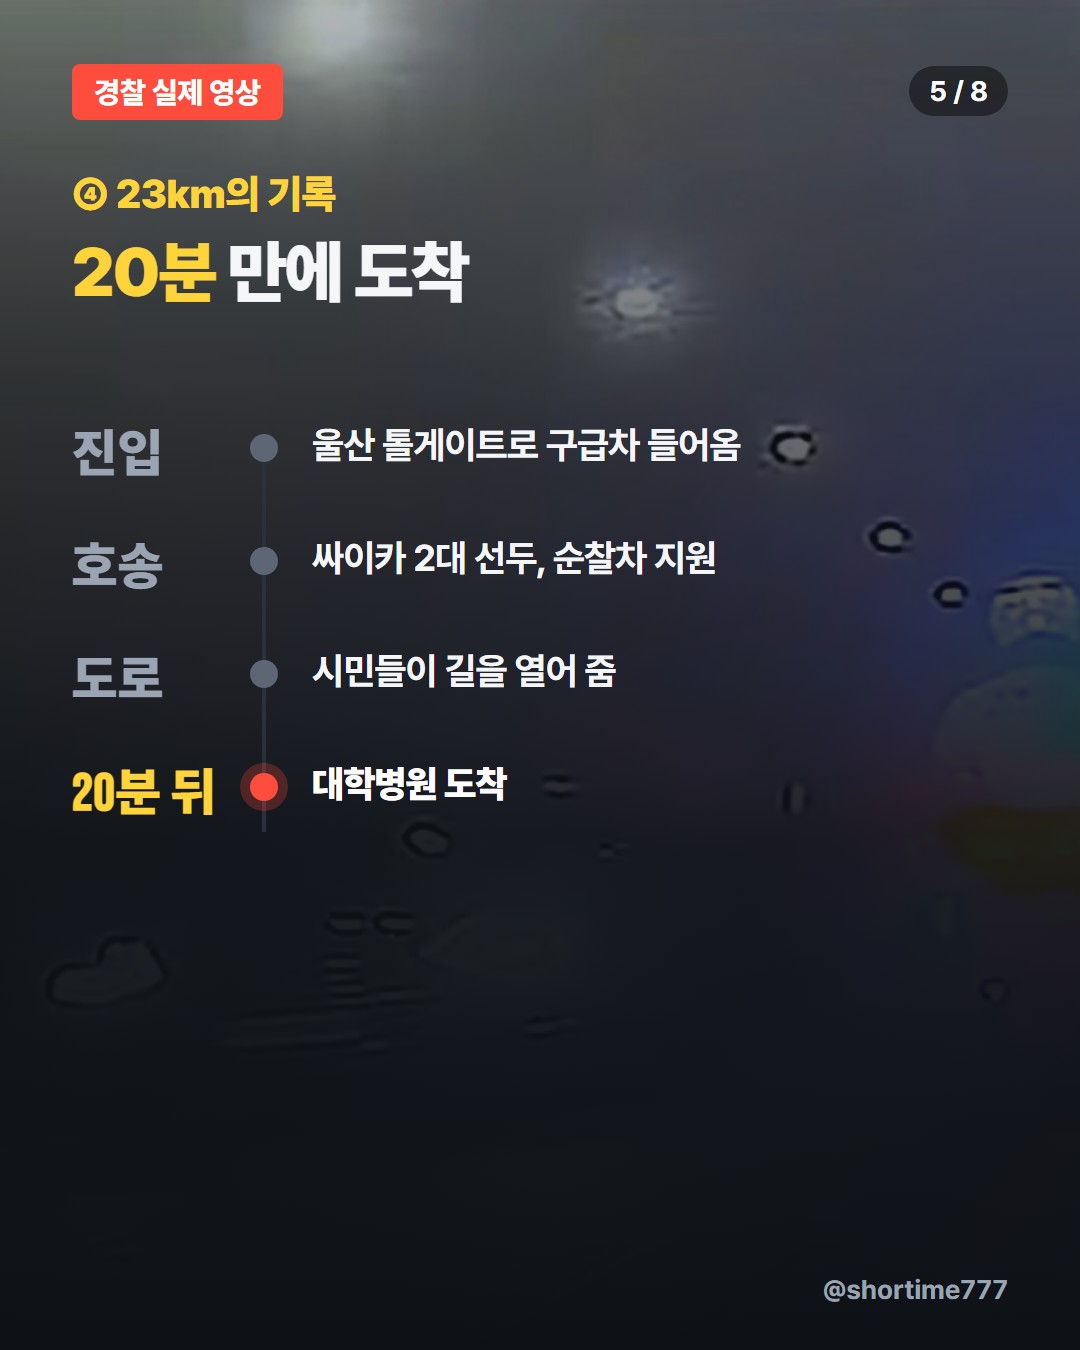 경찰 실제 영상
5 / 8
④ 23km의 기록
20분 만에 도착
진입
울산 톨게이트로 구급차 들어옴
호송
싸이카 2대 선두, 순찰차 지원
도로
시민들이 길을 열어 줌
20분 뒤
대학병원 도착
@shortime777